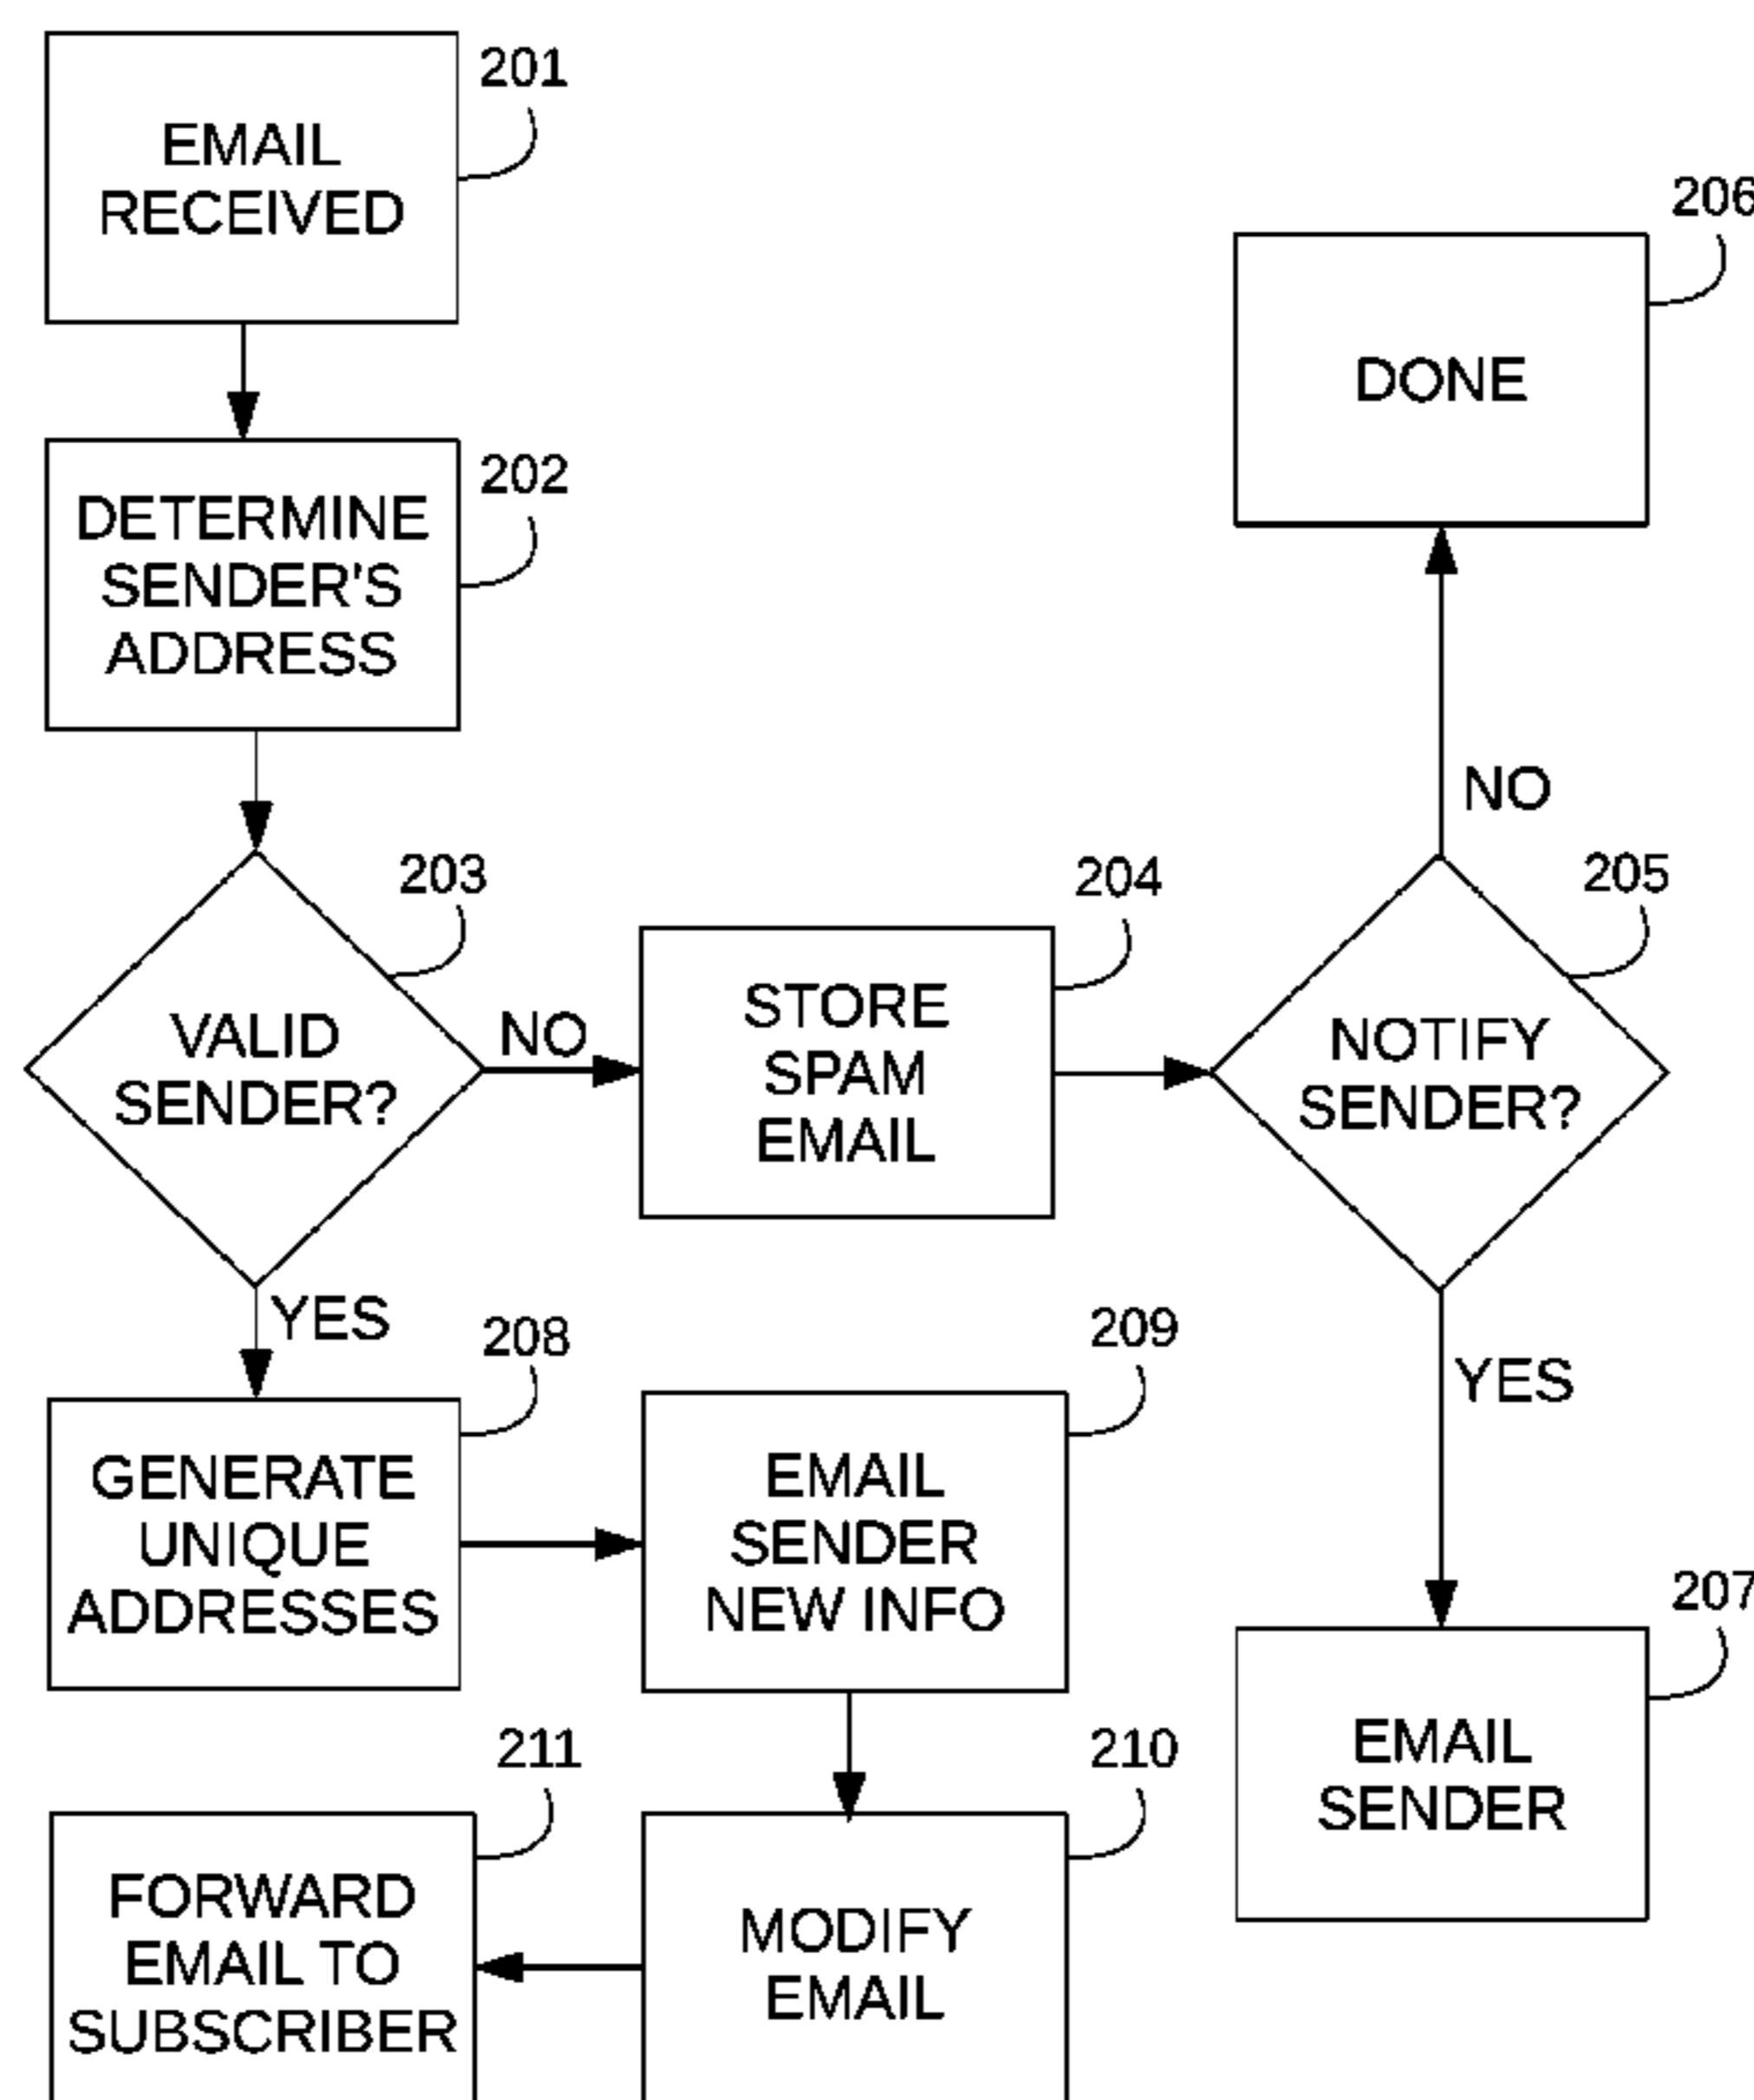 201
EMAIL
RECEIVED
206
DONE
202
DETERMINE
SENDER'S
ADDRESS
NO
203
VALID
SENDER?
NO
204
STORE
SPAM
EMAIL
205
NOTIFY
SENDER?
YES
YES
208
GENERATE
UNIQUE
ADDRESSES
209
EMAIL
SENDER
NEW INFO
207
EMAIL
SENDER
211
FORWARD
EMAIL TO
SUBSCRIBER
210
MODIFY
EMAIL